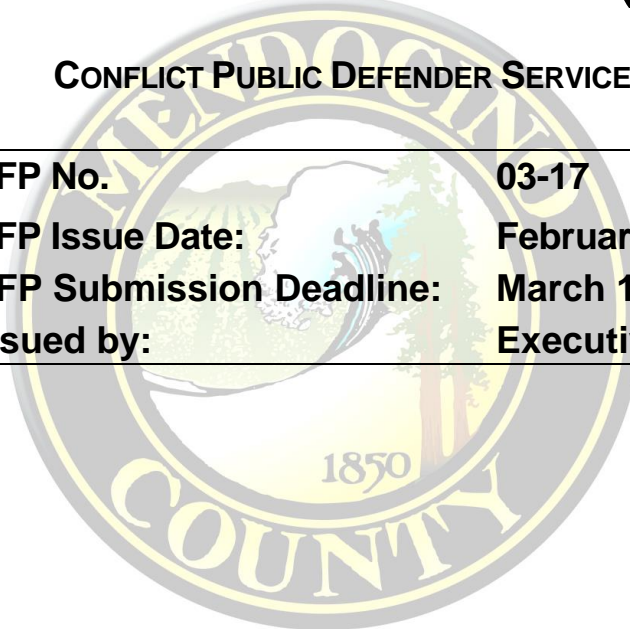 CONFLICT PUBLIC DEFENDER SERVICE
FP No. 03-17
FP Issue Date: Februar
FP Submission Deadline: March 1
sued by: Executi
MENDOCINO
1850
COUNTY